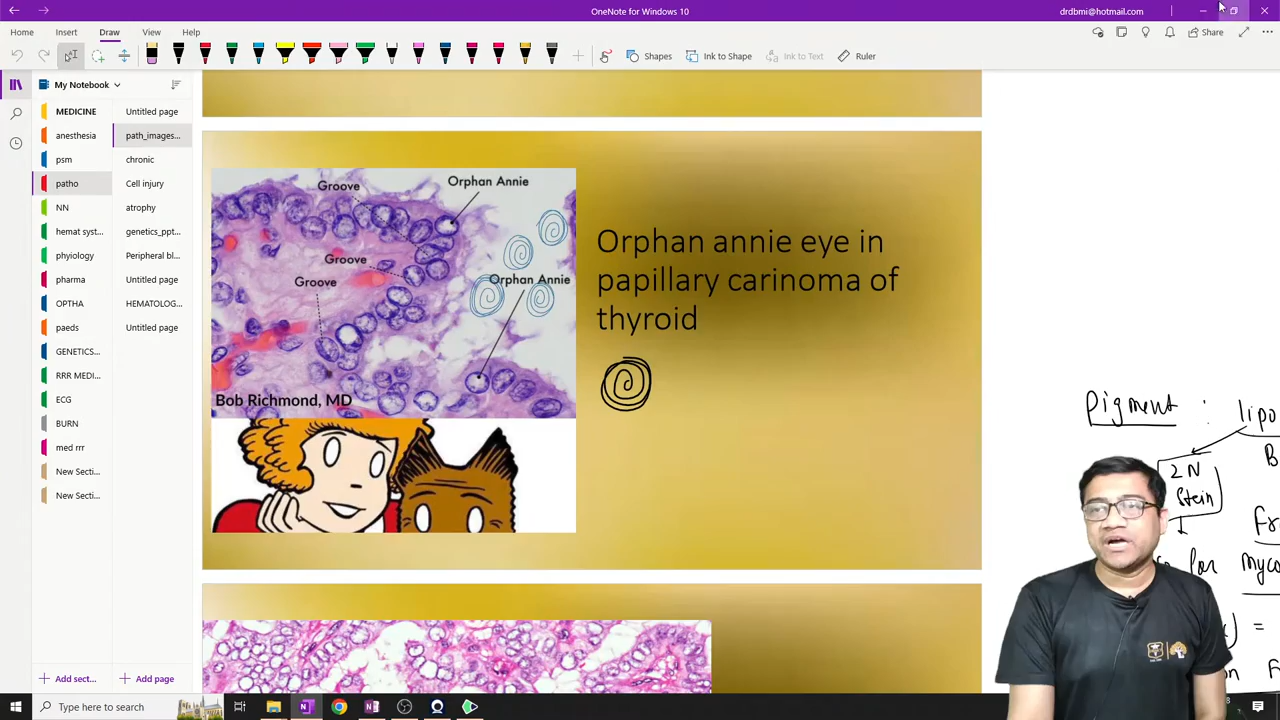 OneNote for Windows 10
drdbmi@hotmail.com
Home
Insert
Draw
View
Help
Share
Shapes
Ink to Shape
Ink to Text
Ink to Math
Ruler
My Notebook
MEDICINE
anesthesia
psm
patho
NN
hemat syst...
phyiology
pharma
OPTHA
paeds
GENETICS...
RRR MEDI...
ECG
BURN
med rrr
New Secti...
New Secti...
Add sect...
Untitled page
path_images...
chronic
Cell injury
atrophy
genetics_ppt...
Peripheral bl...
Untitled page
HEMATOLOG...
Untitled page
Add page
Groove
Orphan Annie
Groove
Groove
Orphan Annie
Bob Richmond, MD
Orphan annie eye in
papillary carinoma of
thyroid
Pigment : lipo
B
2N
Stein
for
Myco
Type here to search